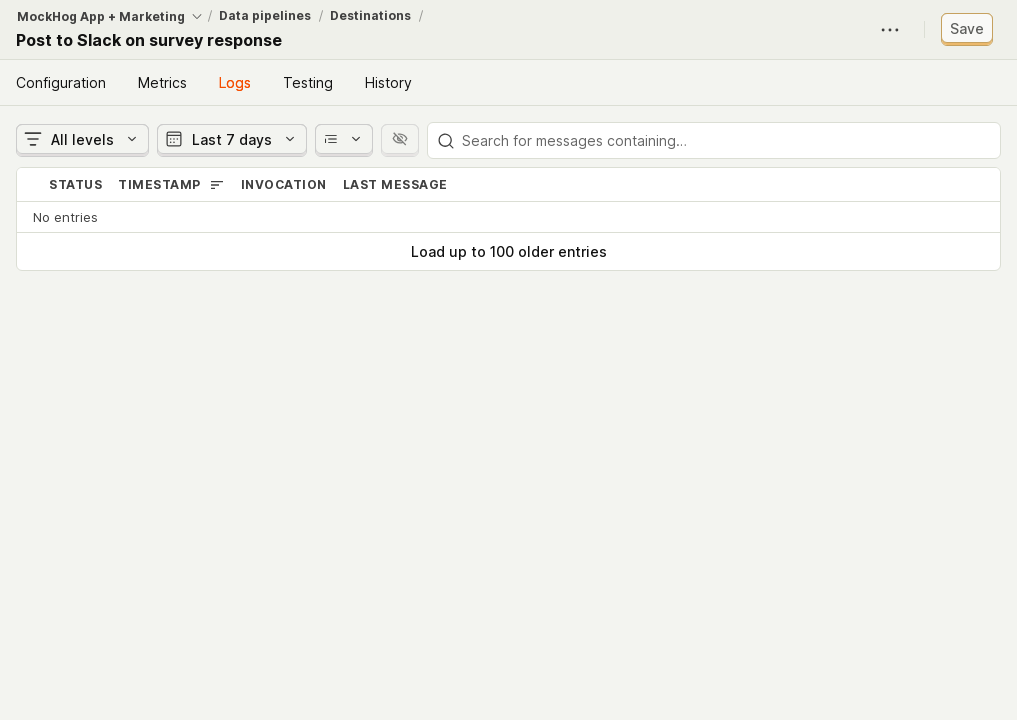 MockHog App + Marketing / Data pipelines / Destinations /
Post to Slack on survey response
Save
Configuration Metrics Logs Testing History
All levels Last 7 days Search for messages containing...
STATUS TIMESTAMP INVOCATION LAST MESSAGE
No entries
Load up to 100 older entries